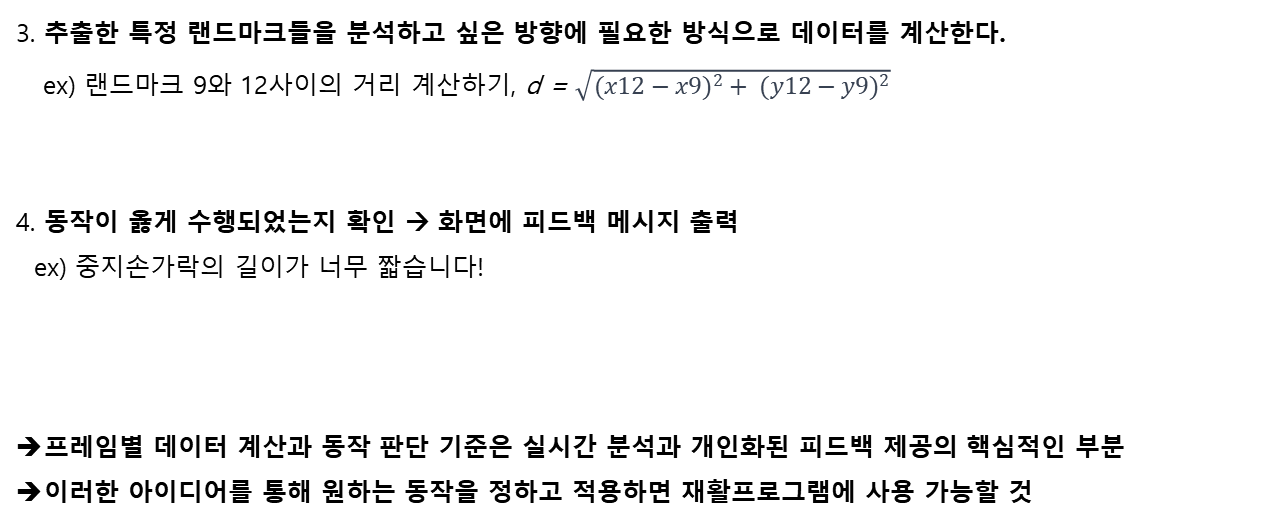 3. 추출한 특정 랜드마크들을 분석하고 싶은 방향에 필요한 방식으로 데이터를 계산한다.
ex) 랜드마크 9와 12사이의 거리 계산하기, d = √(x12 − x9)² + (y12 − y9)²
4. 동작이 옳게 수행되었는지 확인 → 화면에 피드백 메시지 출력
ex) 중지손가락의 길이가 너무 짧습니다!
→프레임별 데이터 계산과 동작 판단 기준은 실시간 분석과 개인화된 피드백 제공의 핵심적인 부분
→이러한 아이디어를 통해 원하는 동작을 정하고 적용하면 재활프로그램에 사용 가능할 것